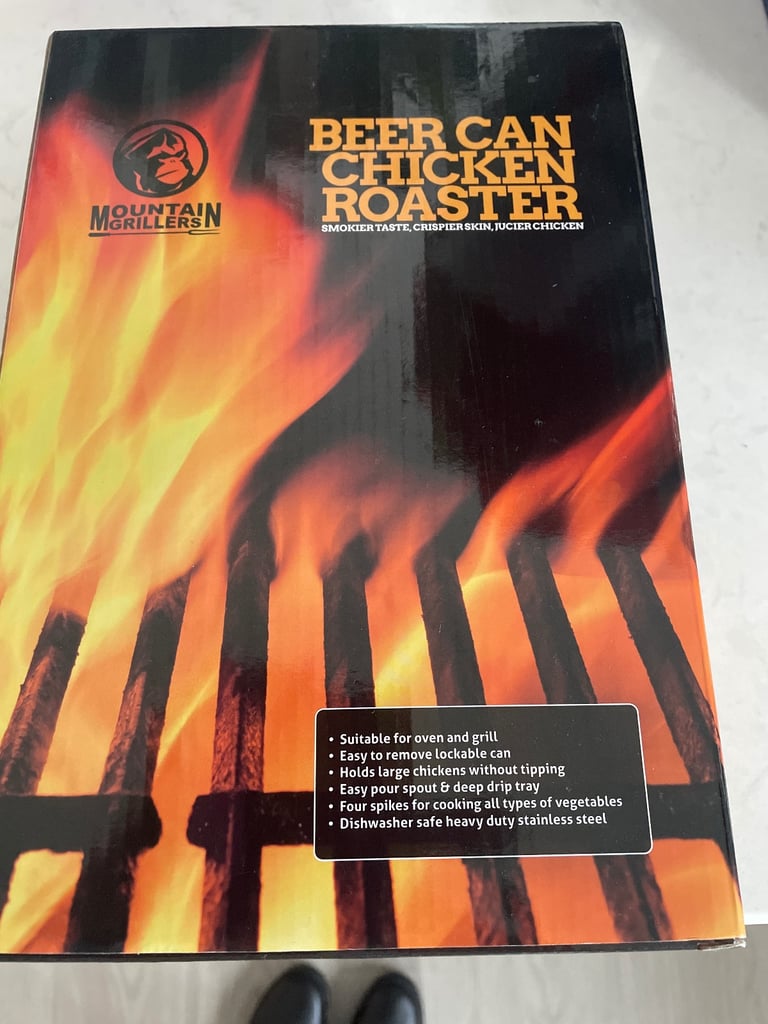 MOUNTAIN
GRILLERS
BEER CAN
CHICKEN
ROASTER
SMOKIER TASTE, CRISPIER SKIN, JUCIER CHICKEN
• Suitable for oven and grill
• Easy to remove lockable can
• Holds large chickens without tipping
• Easy pour spout & deep drip tray
• Four spikes for cooking all types of vegetables
• Dishwasher safe heavy duty stainless steel